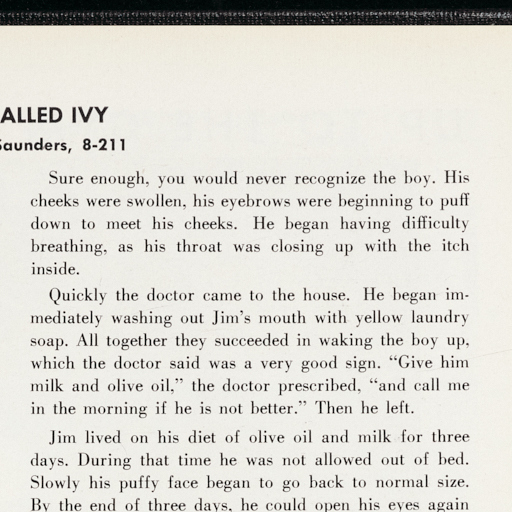 ALLED IVY
Saunders, 8-211
Sure enough, you would never recognize the boy. His
cheeks were swollen, his eyebrows were beginning to puff
down to meet his cheeks. He began having difficulty
breathing, as his throat was closing up with the itch
inside.
Quickly the doctor came to the house. He began im-
mediately washing out Jim's mouth with yellow laundry
soap. All together they succeeded in waking the boy up,
which the doctor said was a very good sign. “Give him
milk and olive oil,” the doctor prescribed, “and call me
in the morning if he is not better.” Then he left.
Jim lived on his diet of olive oil and milk for three
days. During that time he was not allowed out of bed.
Slowly his puffy face began to go back to normal size.
By the end of three days, he could open his eyes again